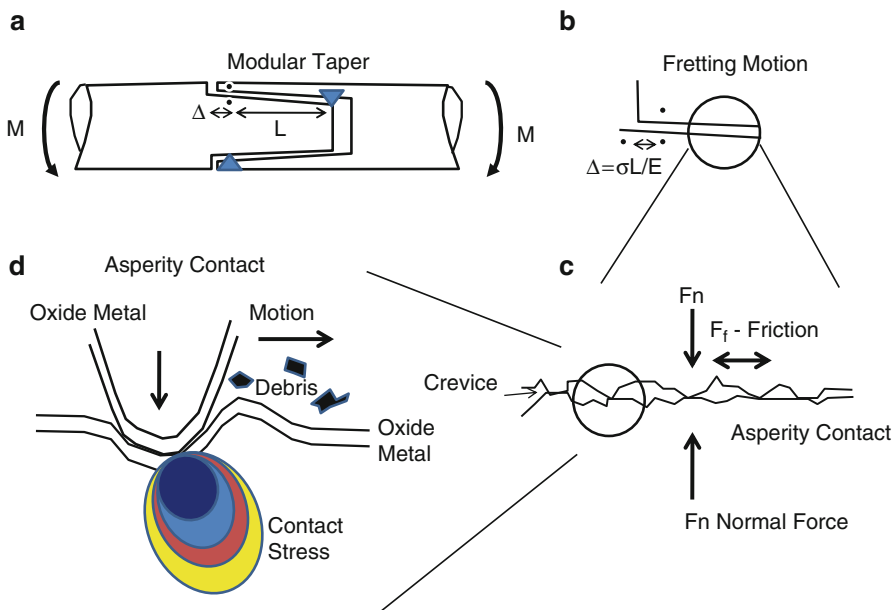 a
Modular Taper
M
Δ
L
M
b
Fretting Motion
Δ=σL/E
d
Asperity Contact
Oxide Metal
Motion
Debris
Oxide
Metal
Contact
Stress
c
Fn
Ff - Friction
Crevice
Asperity Contact
Fn Normal Force